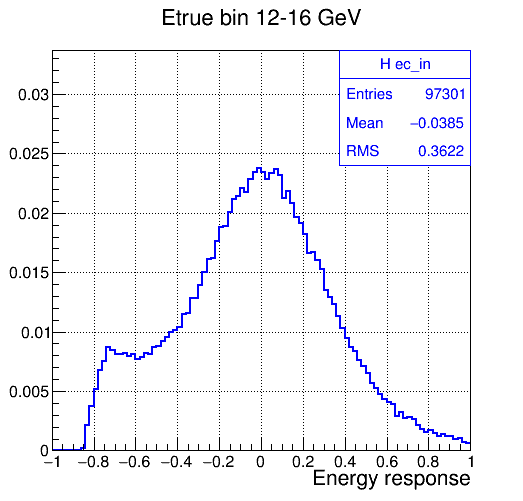 Etrue bin 12-16 GeV
H ec_in
Entries 97301
Mean −0.0385
RMS 0.3622
0.03
0.025
0.02
0.015
0.01
0.005
0
−1 −0.8 −0.6 −0.4 −0.2 0 0.2 0.4 0.6 0.8 1
Energy response